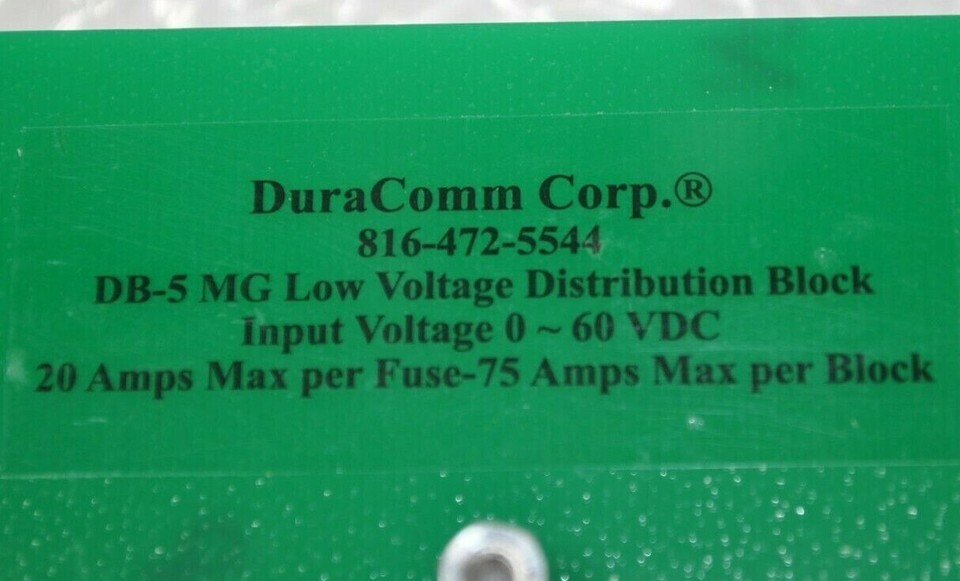 DuraComm Corp.®
816-472-5544
DB-5 MG Low Voltage Distribution Block
Input Voltage 0 ~ 60 VDC
20 Amps Max per Fuse-75 Amps Max per Block